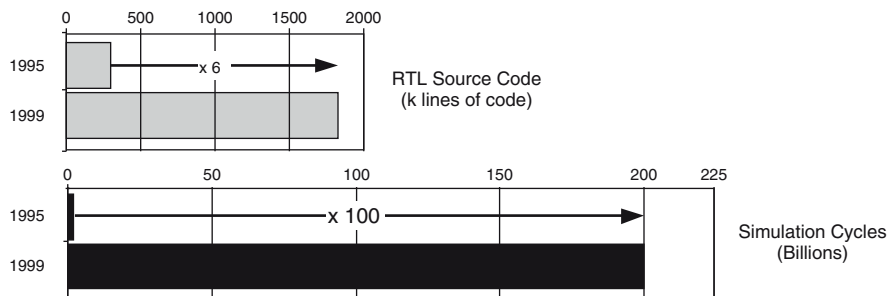 0 500 1000 1500 2000
1995
x 6
1999
RTL Source Code
(k lines of code)
0 50 100 150 200 225
1995
x 100
1999
Simulation Cycles
(Billions)